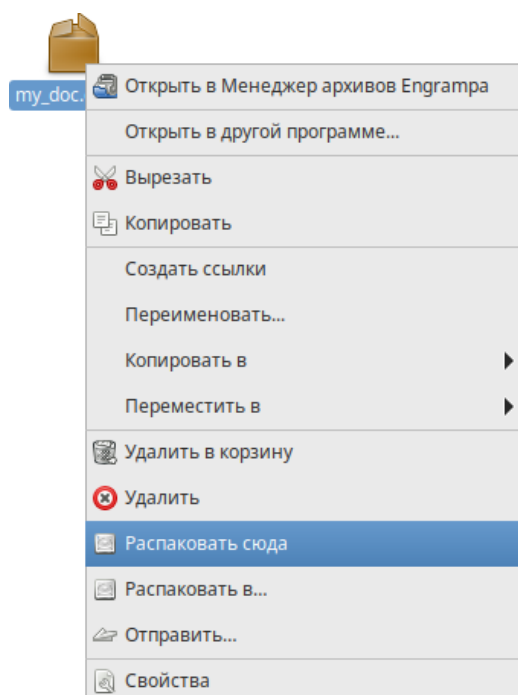 my_doc.
Открыть в Менеджер архивов Engrampa
Открыть в другой программе...
Вырезать
Копировать
Создать ссылки
Переименовать...
Копировать в
Переместить в
Удалить в корзину
Удалить
Распаковать сюда
Распаковать в...
Отправить...
Свойства